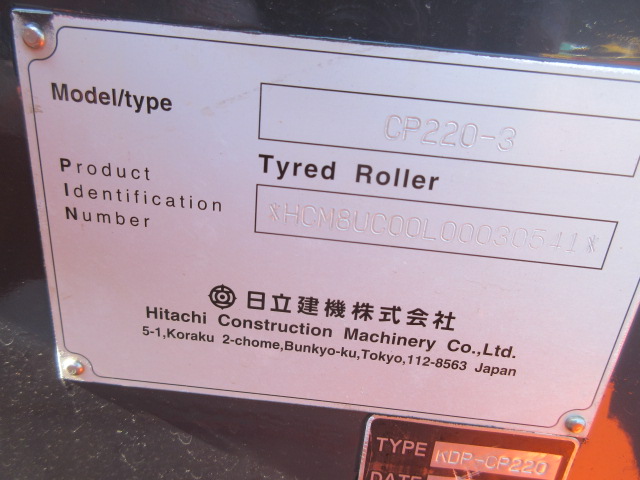 Model/type CP220-3
Tyred Roller
Product
Identification
Number
*HCM8UC00L00030541*
日立建機株式会社
Hitachi Construction Machinery Co.,Ltd.
5-1,Koraku 2-chome,Bunkyo-ku,Tokyo,112-8563 Japan
TYPE KDP-CP220
DATE